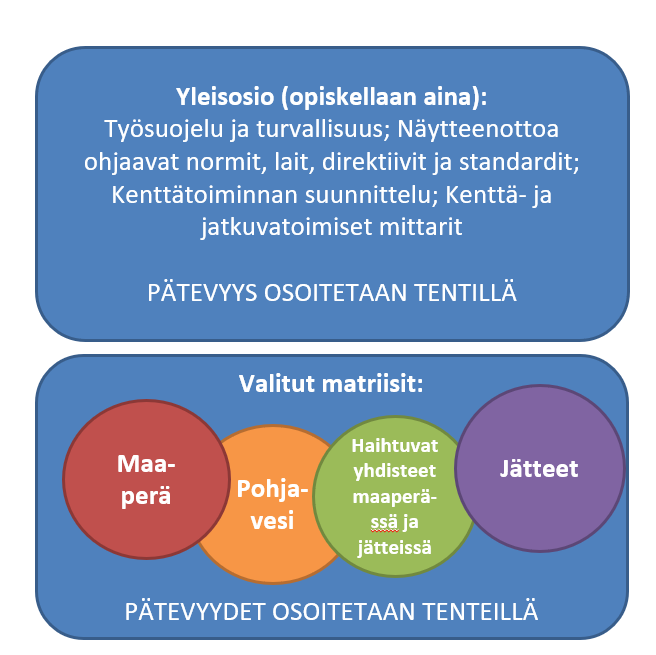 Yleisosio (opiskellaan aina):
Työsuojelu ja turvallisuus; Näytteenottoa
ohjaavat normit, lait, direktiivit ja standardit;
Kenttätoiminnan suunnittelu; Kenttä- ja
jatkuvatoimiset mittarit
PÄTEVYYS OSOITETAAN TENTILLÄ
Valitut matriisit:
Maa-
perä
Pohja-
vesi
Haihtuvat
yhdisteet
maaperä-
ssä ja
jätteissä
Jätteet
PÄTEVYYDET OSOITETAAN TENTEILLÄ